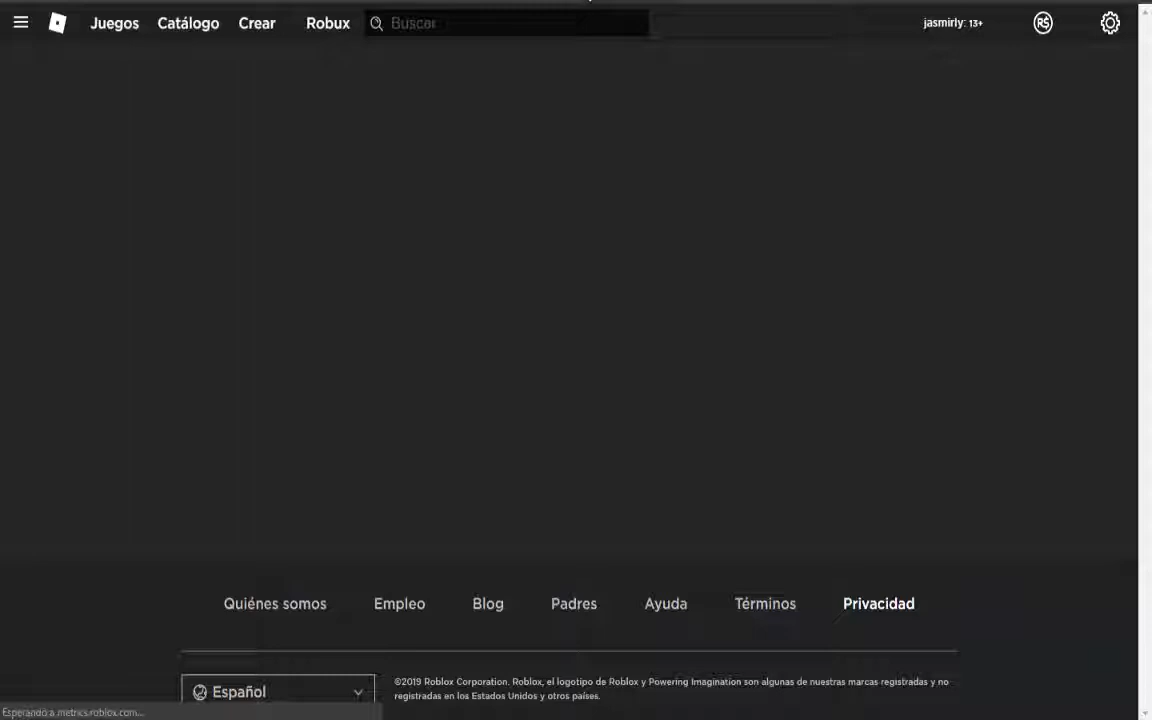 Juegos Catálogo Crear Robux Buscar jasmirly: 13+
Quiénes somos Empleo Blog Padres Ayuda Términos Privacidad
Español
©2019 Roblox Corporation. Roblox, el logotipo de Roblox y Powering Imagination son algunas de nuestras marcas registradas y no
registradas en los Estados Unidos y otros países.
Esperando a metrics.roblox.com...